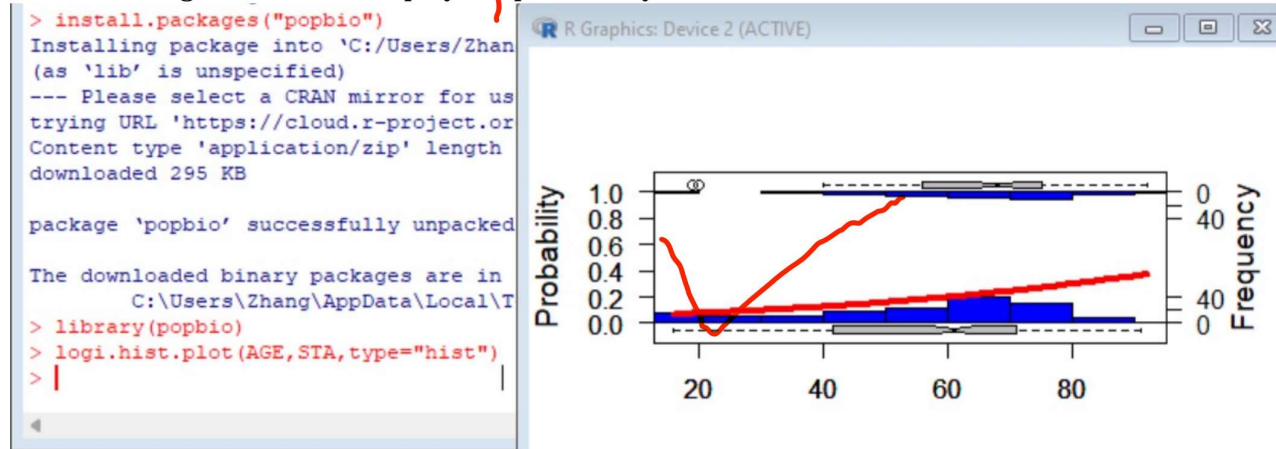 > install.packages("popbio")
Installing package into ‘C:/Users/Zhan
(as ‘lib’ is unspecified)
--- Please select a CRAN mirror for us
trying URL 'https://cloud.r-project.or
Content type 'application/zip' length
downloaded 295 KB
package ‘popbio’ successfully unpacked
The downloaded binary packages are in
C:\Users\Zhang\AppData\Local\T
> library(popbio)
> logi.hist.plot(AGE,STA,type="hist")
>
R Graphics: Device 2 (ACTIVE)
Probability
1.0
0.8
0.6
0.4
0.2
0.0
0
40
40
0
Frequency
20 40 60 80